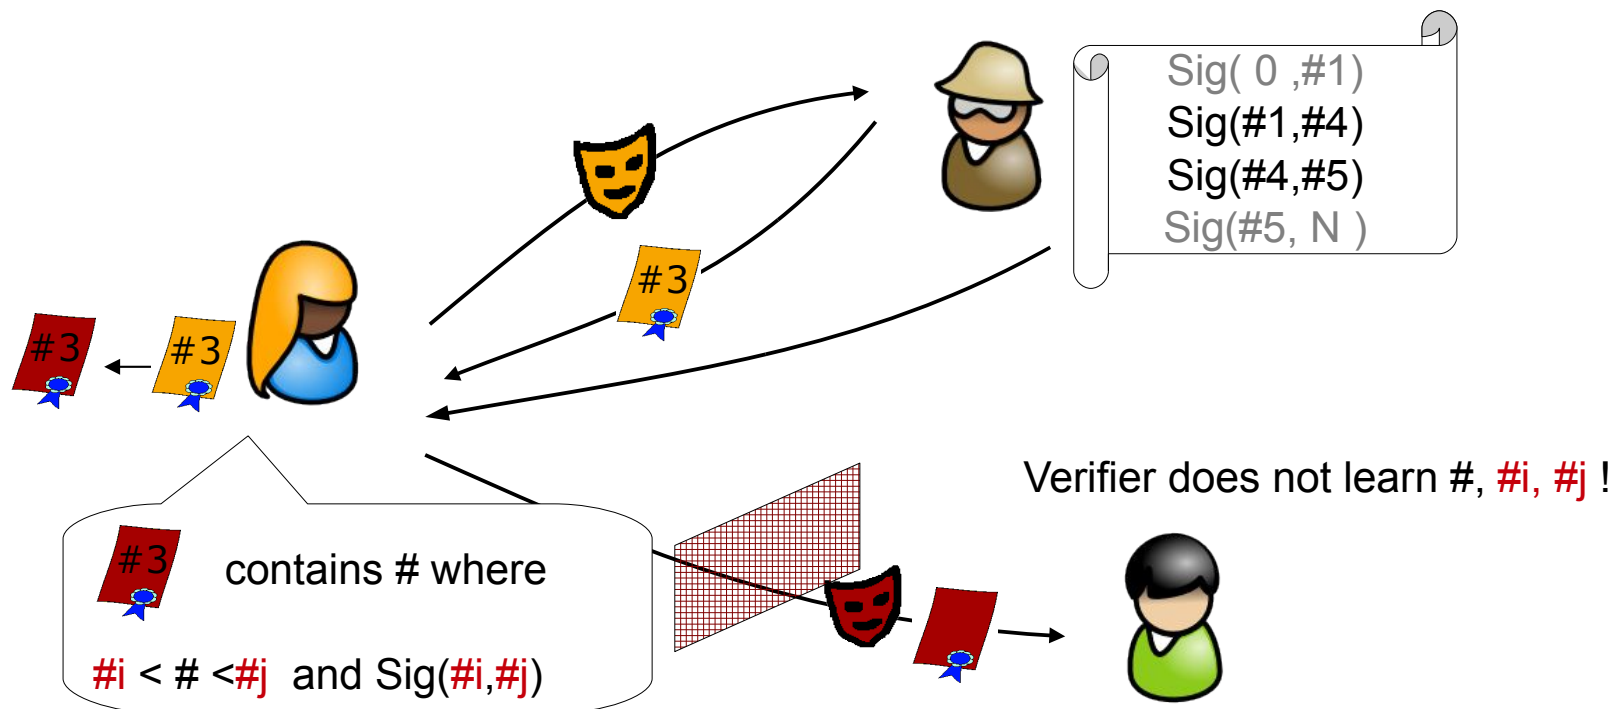 Sig( 0 ,#1)
Sig(#1,#4)
Sig(#4,#5)
Sig(#5, N )
#3
#3
#3
Verifier does not learn #, #i, #j !
#3
contains # where
#i < # <#j and Sig(#i,#j)